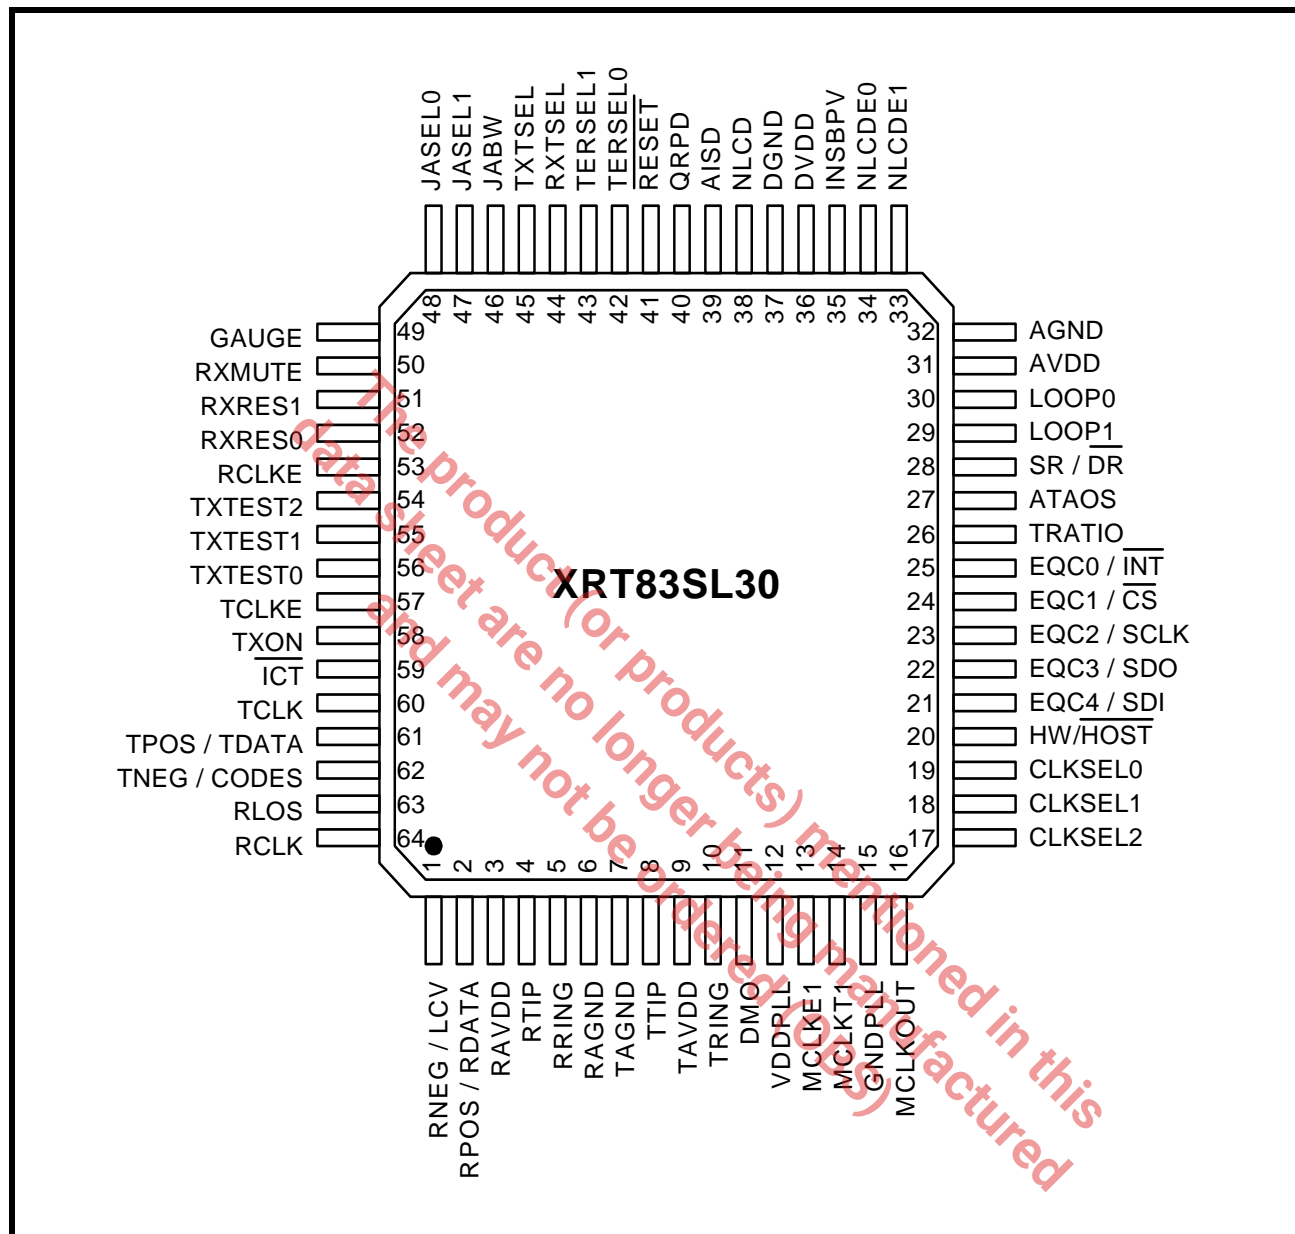 JASEL0
JASEL1
JABW
TXTSEL
RXTSEL
TERSEL1
TERSEL0
RESET
QRPD
AISD
NLCD
DGND
DVDD
INSBPV
NLCDE0
NLCDE1
48
47
46
45
44
43
42
41
40
39
38
37
36
35
34
33
GAUGE 49
RXMUTE 50
RXRES1 51
RXRES0 52
RCLKE 53
TXTEST2 54
TXTEST1 55
TXTEST0 56
TCLKE 57
TXON 58
ICT 59
TCLK 60
TPOS / TDATA 61
TNEG / CODES 62
RLOS 63
RCLK 64
XRT83SL30
32 AGND
31 AVDD
30 LOOP0
29 LOOP1
28 SR / DR
27 ATAOS
26 TRATIO
25 EQC0 / INT
24 EQC1 / CS
23 EQC2 / SCLK
22 EQC3 / SDO
21 EQC4 / SDI
20 HW/HOST
19 CLKSEL0
18 CLKSEL1
17 CLKSEL2
1
2
3
4
5
6
7
8
9
10
11
12
13
14
15
16
RNEG / LCV
RPOS / RDATA
RAVDD
RTIP
RRING
RAGND
TAGND
TTIP
TAVDD
TRING
DMO
VDDPLL
MCLKE1
MCLKT1
GNDPLL
MCLKOUT
The product (or products) mentioned in this
data sheet are no longer being manufactured
and may not be ordered (OBS)